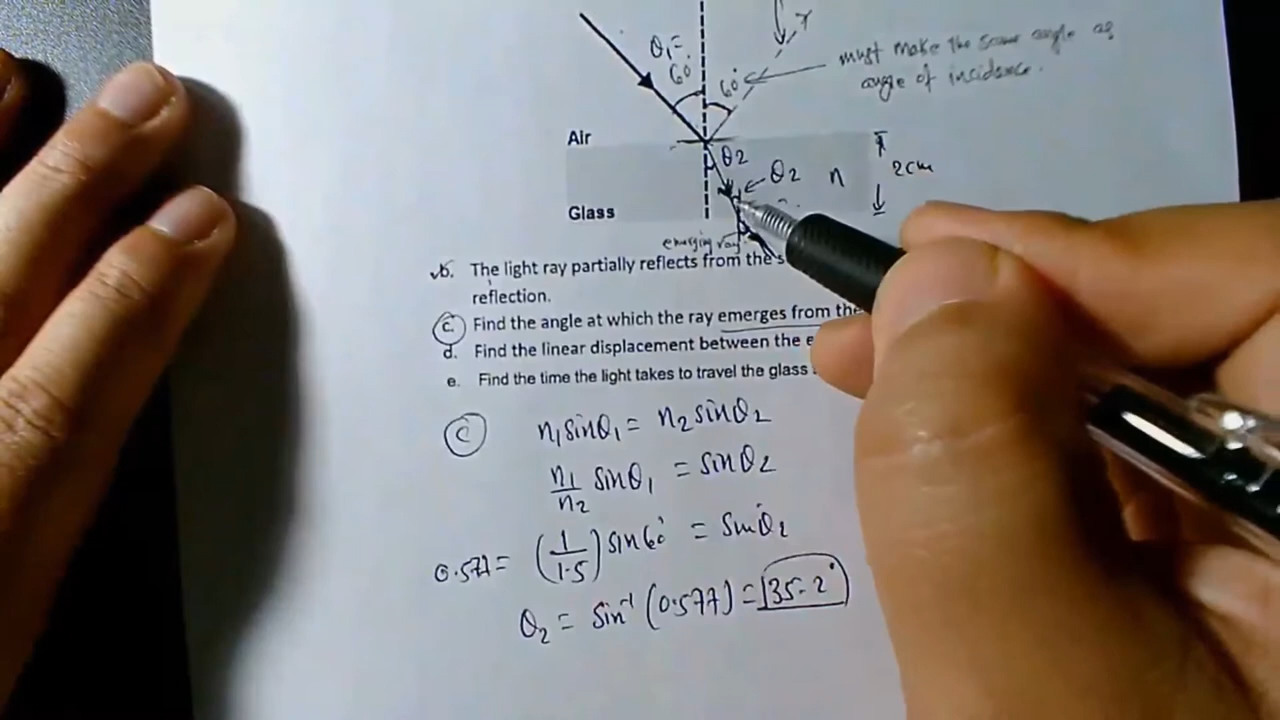 θ1=
60°
60°
must make the same angle as
angle of incidence.
Air
θ2
θ2
n
2cm
Glass
emerging ray
b. The light ray partially reflects from the
reflection.
c. Find the angle at which the ray emerges from the
d. Find the linear displacement between the
e. Find the time the light takes to travel the glass
C
n1 sinθ1 = n2 sinθ2
n1/n2 sinθ1 = sinθ2
0.577 = (1/1.5) sin60° = sinθ2
θ2 = sin⁻¹ (0.577) = 35.2°